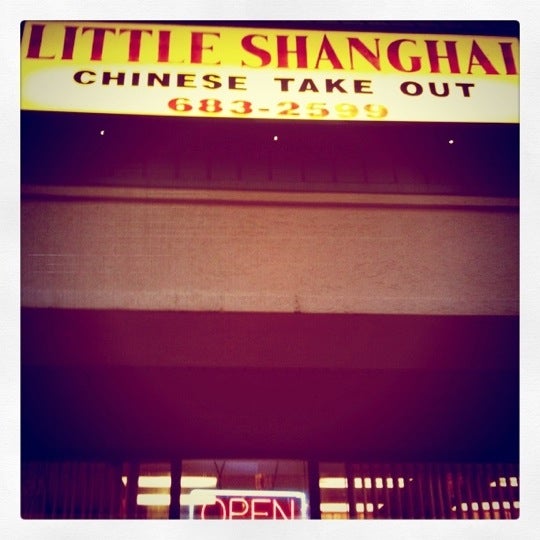 LITTLE SHANGHAI
CHINESE TAKE OUT
683-2599
OPEN